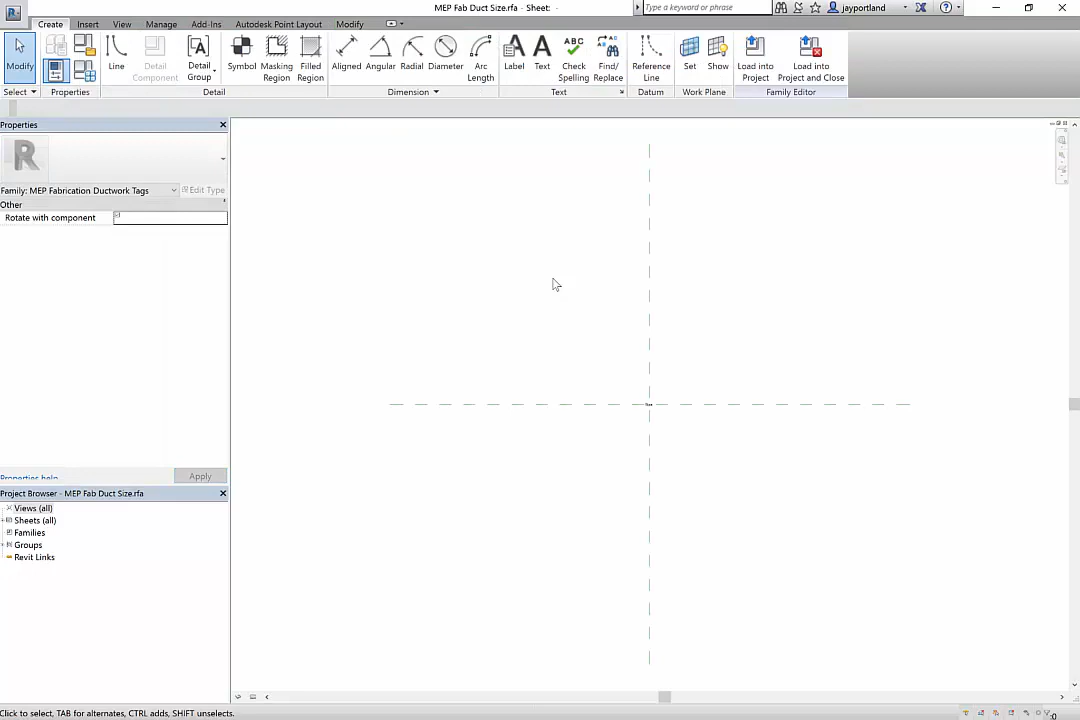 MEP Fab Duct Size.rfa - Sheet: -
Type a keyword or phrase
jayportland
Create Insert View Manage Add-Ins Autodesk Point Layout Modify
Modify
Line
Detail Component
Detail Group
Symbol
Masking Region
Filled Region
Aligned
Angular
Radial
Diameter
Arc Length
Label
Text
Check Spelling
Find/ Replace
Reference Line
Set
Show
Load into Project
Load into Project and Close
Select Properties Detail Dimension Text Datum Work Plane Family Editor
Properties
R
Family: MEP Fabrication Ductwork Tags
Edit Type
Other
Rotate with component
Properties help
Apply
Project Browser - MEP Fab Duct Size.rfa
Views (all)
Sheets (all)
Families
Groups
Revit Links
Click to select, TAB for alternates, CTRL adds, SHIFT unselects.
:0